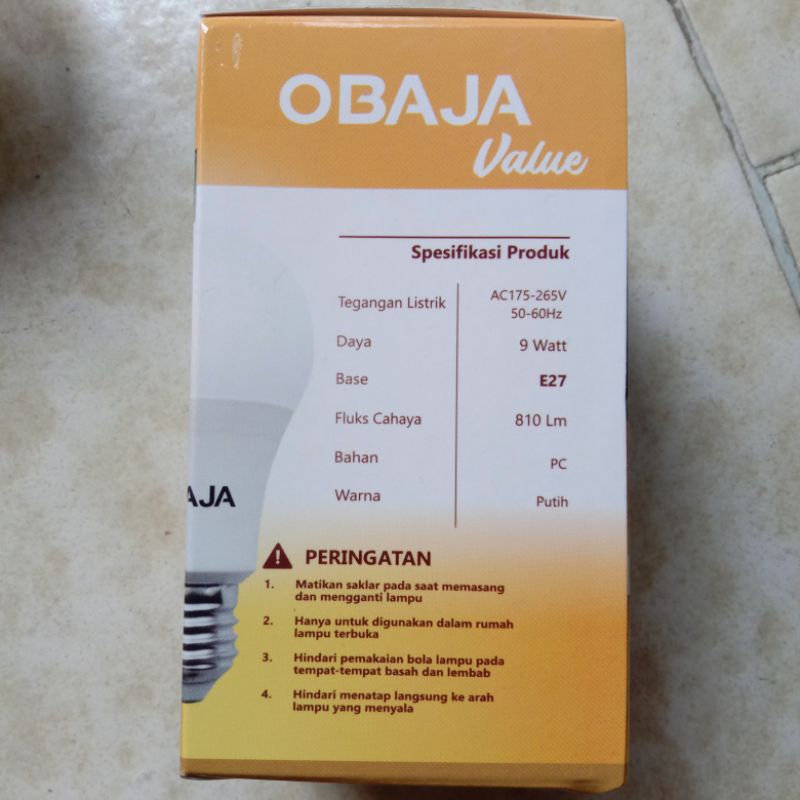 OBAJA
Value
Spesifikasi Produk
Tegangan Listrik AC175-265V
50-60Hz
Daya 9 Watt
Base E27
Fluks Cahaya 810 Lm
Bahan PC
Warna Putih
AJA
PERINGATAN
1. Matikan saklar pada saat memasang
dan mengganti lampu
2. Hanya untuk digunakan dalam rumah
lampu terbuka
3. Hindari pemakaian bola lampu pada
tempat-tempat basah dan lembab
4. Hindari menatap langsung ke arah
lampu yang menyala